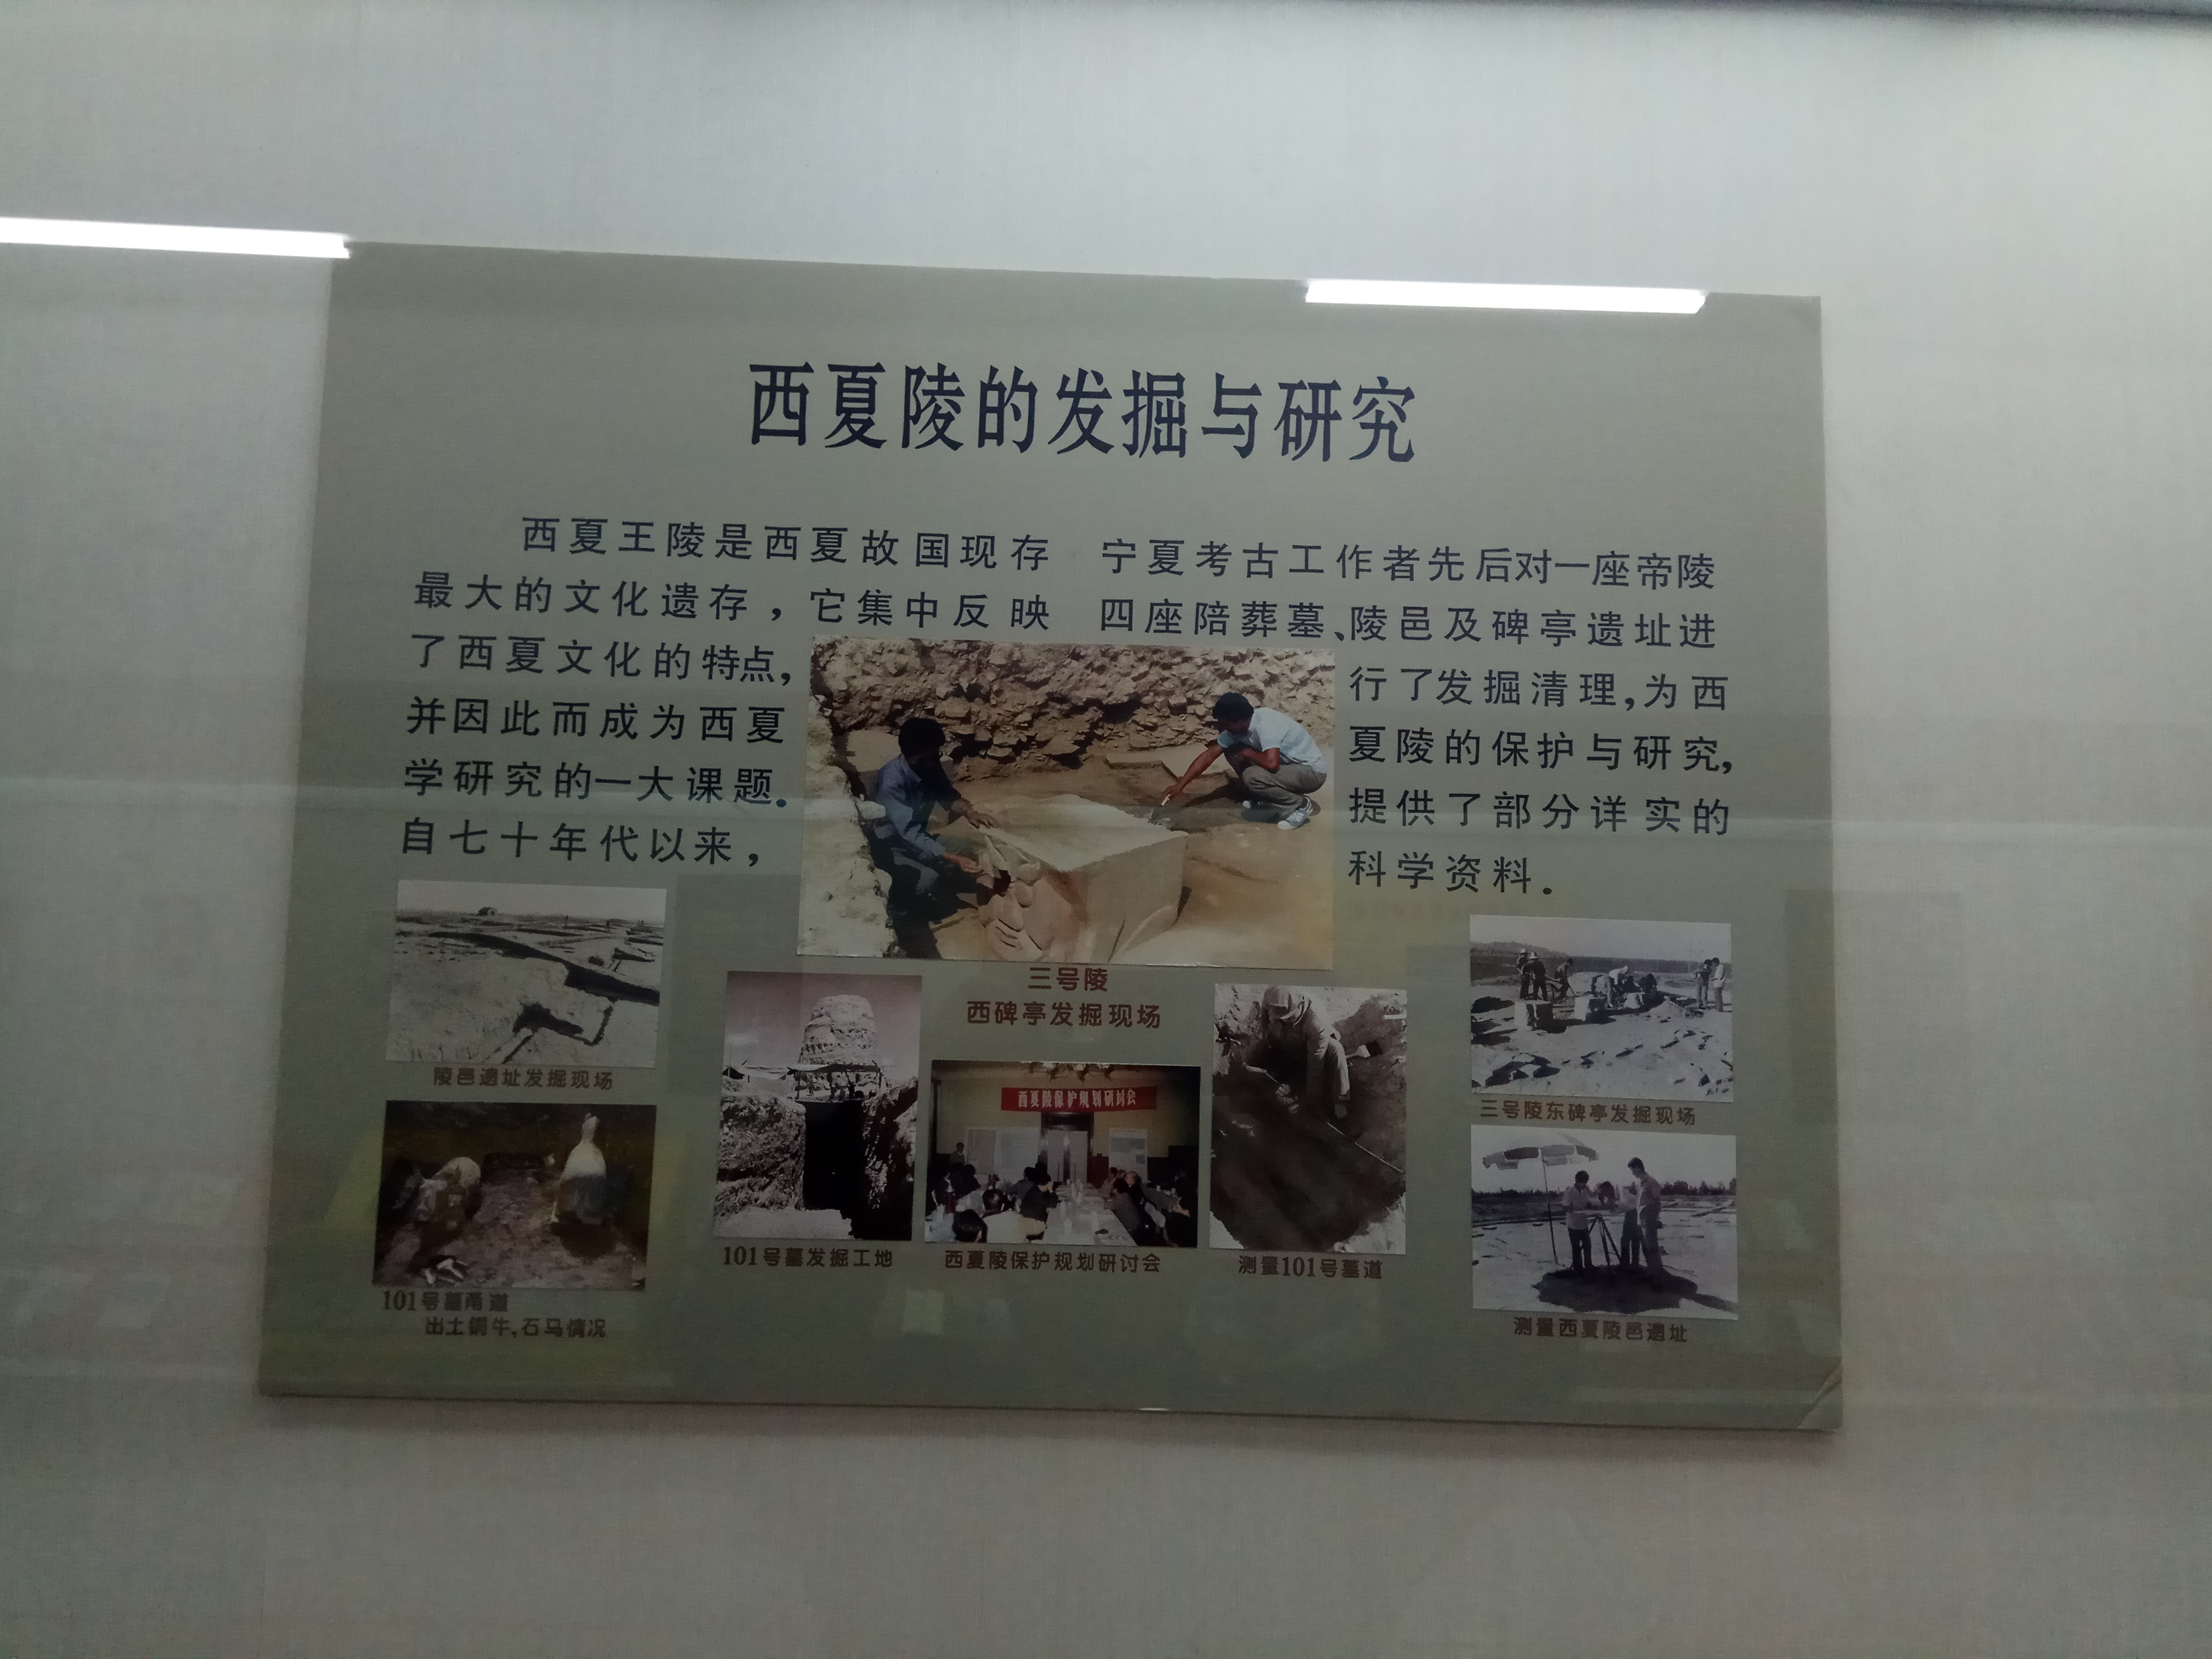 西夏陵的发掘与研究
西夏王陵是西夏故国现存
最大的文化遗存，它集中反映
了西夏文化的特点，
并因此而成为西夏
学研究的一大课题。
自七十年代以来，
宁夏考古工作者先后对一座帝陵
四座陪葬墓、陵邑及碑亭遗址进
行了发掘清理，为西
夏陵的保护与研究，
提供了部分详实的
科学资料．
三号陵
西碑亭发掘现场
陵邑遗址发掘现场
101号墓甬道
出土铜牛，石马情况
101号墓发掘工地
西夏陵保护规划研讨会
西夏陵保护规划研讨会
测量101号墓道
三号陵东碑亭发掘现场
测量西夏陵邑遗址